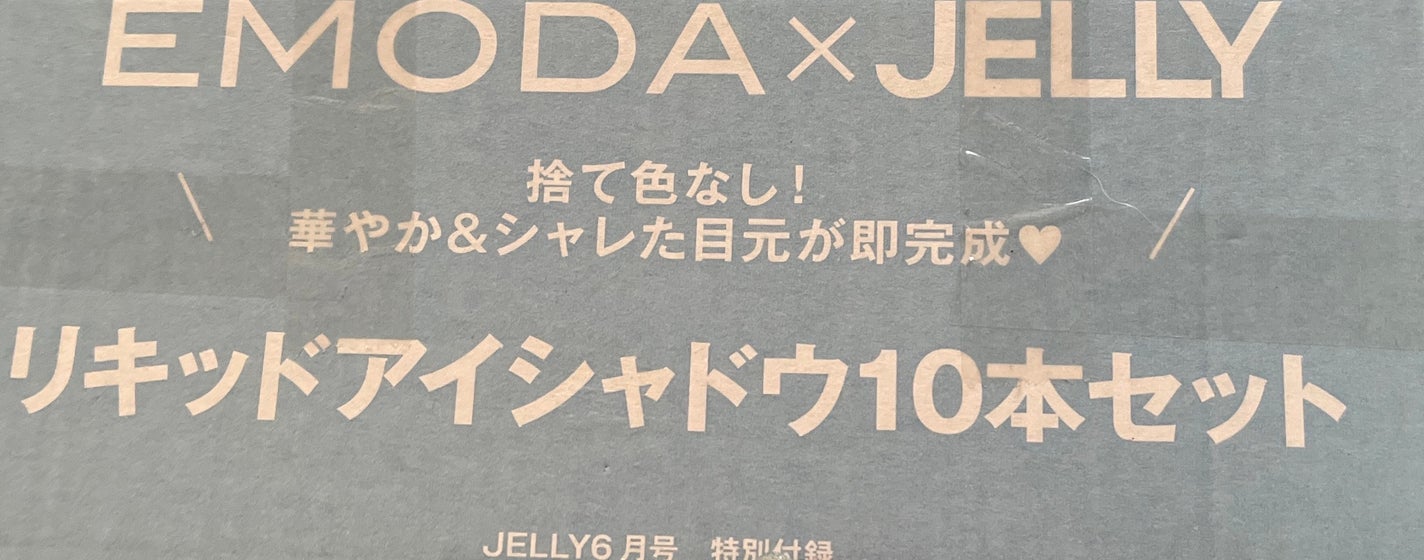 EMODA×JELLY
捨て色なし!
華やか&シャレた目元が即完成♥
リキッドアイシャドウ10本セット
JELLY6月号 特別付録